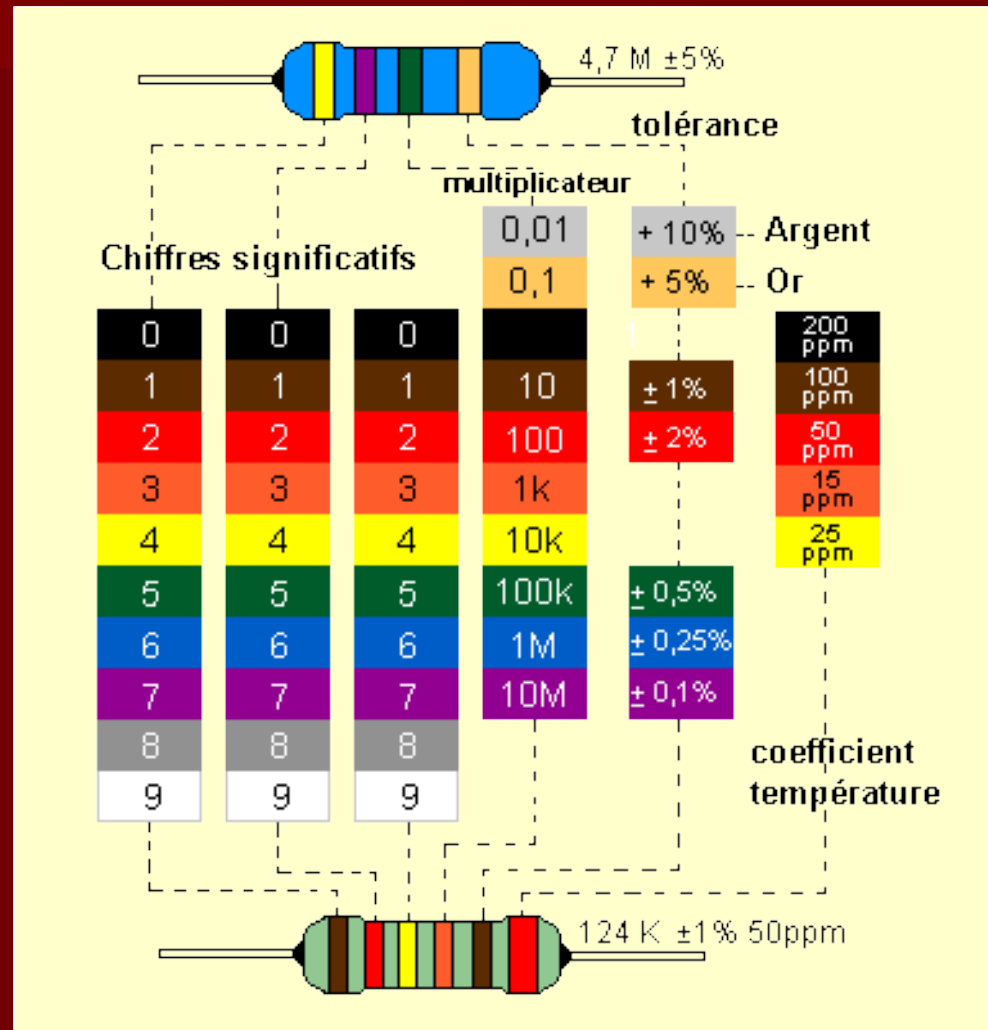 4,7 M ±5%
tolérance
multiplicateur
Chiffres significatifs
0,01 + 10% Argent
0,1 + 5% Or
0 0 0 1 200 ppm
1 1 1 10 ± 1% 100 ppm
2 2 2 100 ± 2% 50 ppm
3 3 3 1k 15 ppm
4 4 4 10k 25 ppm
5 5 5 100k ± 0,5%
6 6 6 1M ± 0,25%
7 7 7 10M ± 0,1%
8 8 8
9 9 9
coefficient
température
124 K ±1% 50ppm